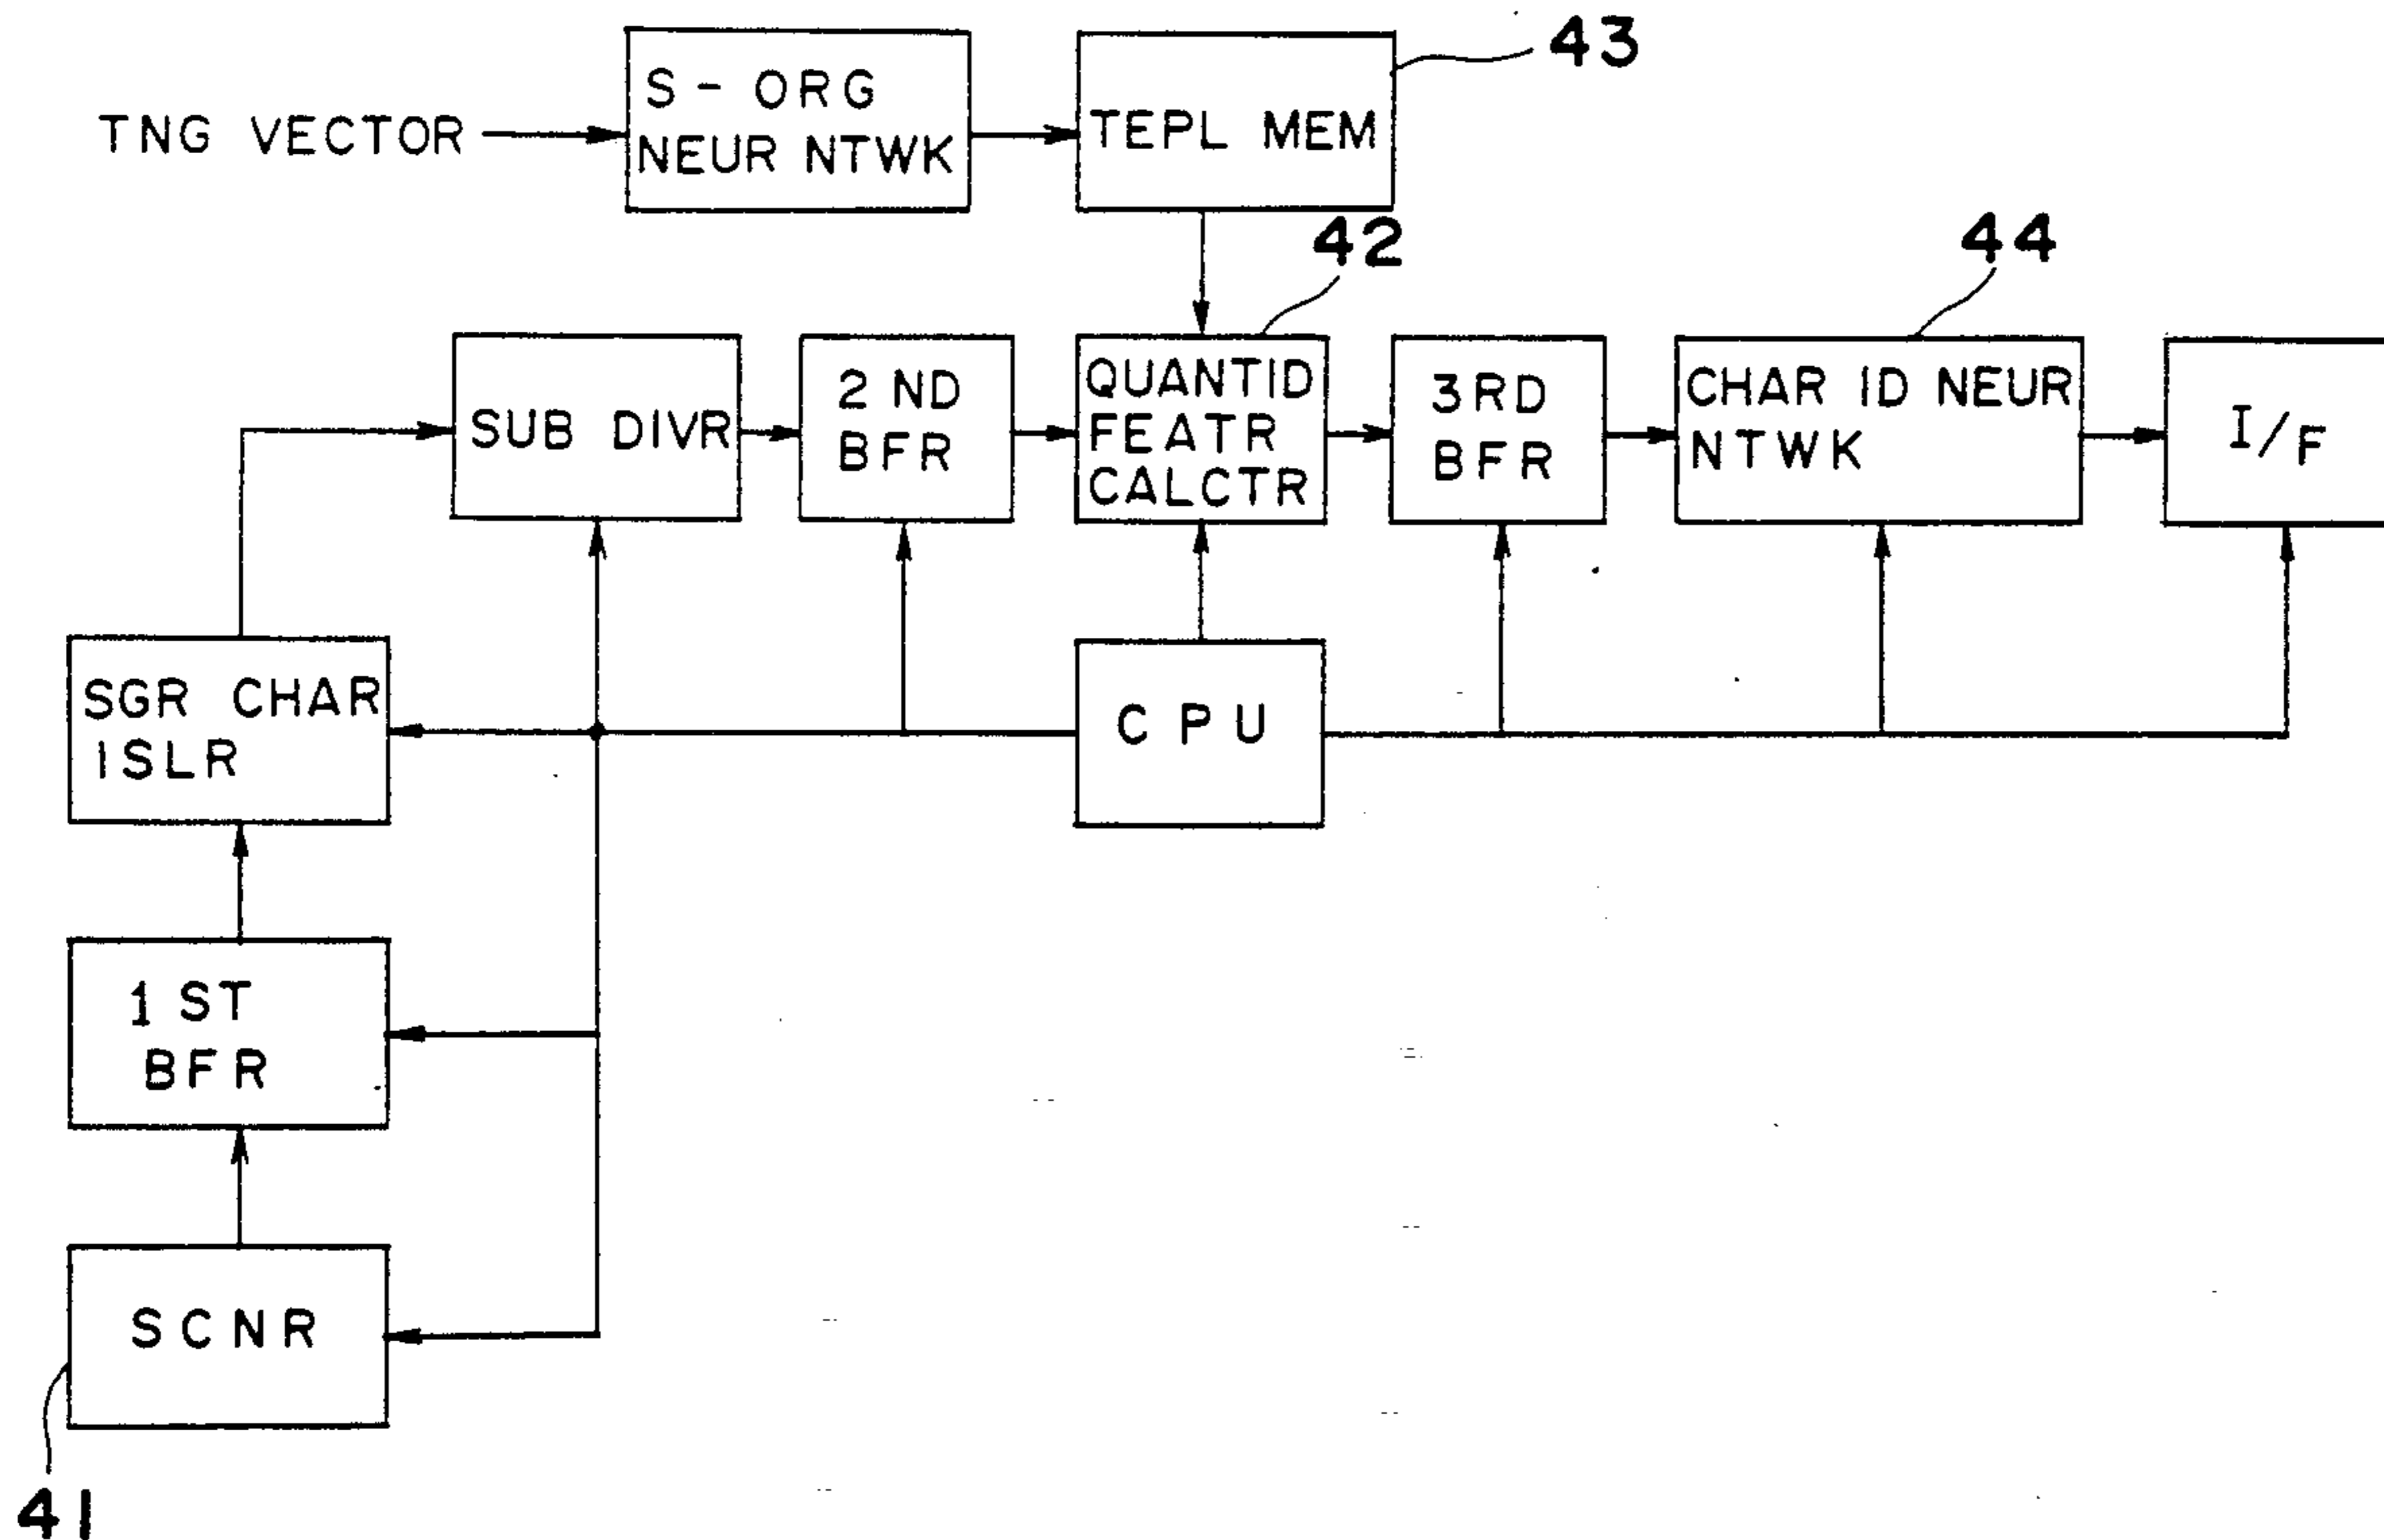 43
S - ORG
NEUR NTWK
TNG VECTOR
TEPL MEM
42
44
SUB DIVR
2 ND
BFR
QUANTID
FEATR
CALCTR
3RD
BFR
CHAR ID NEUR
NTWK
I/F
SGR CHAR
ISLR
CPU
1 ST
BFR
SCNR
41